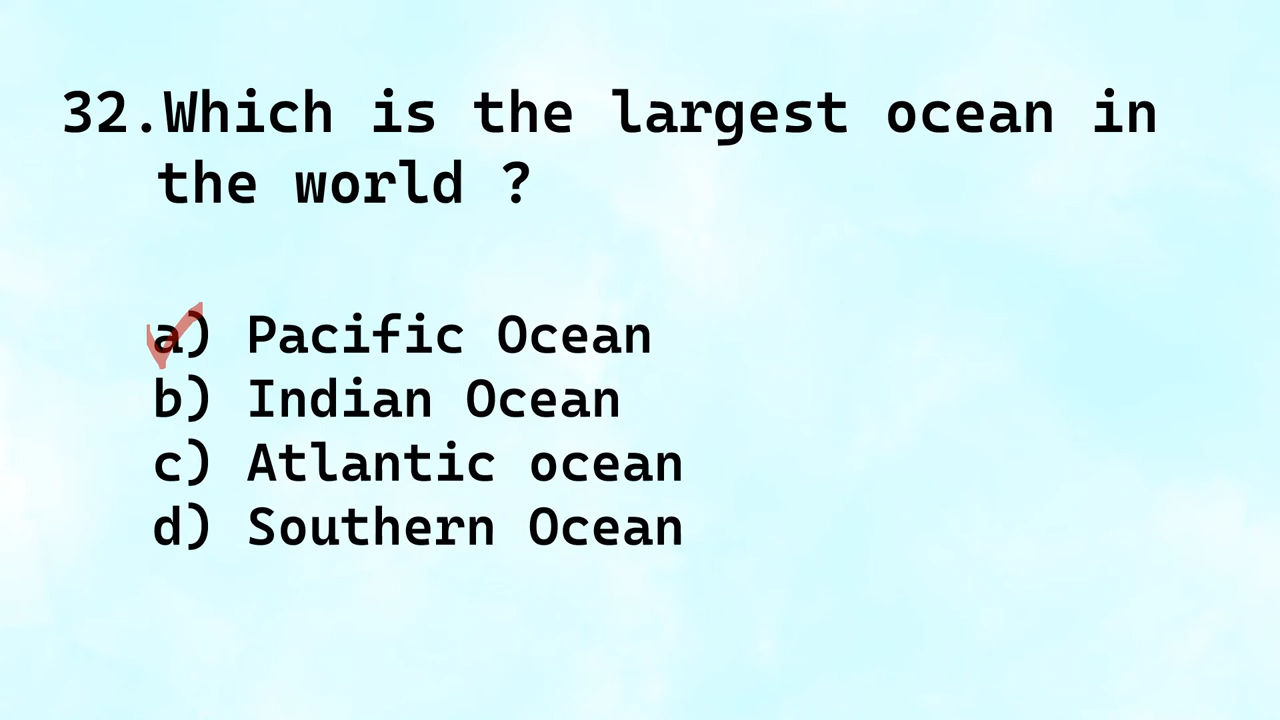 32.Which is the largest ocean in
the world ?
a) Pacific Ocean
b) Indian Ocean
c) Atlantic ocean
d) Southern Ocean